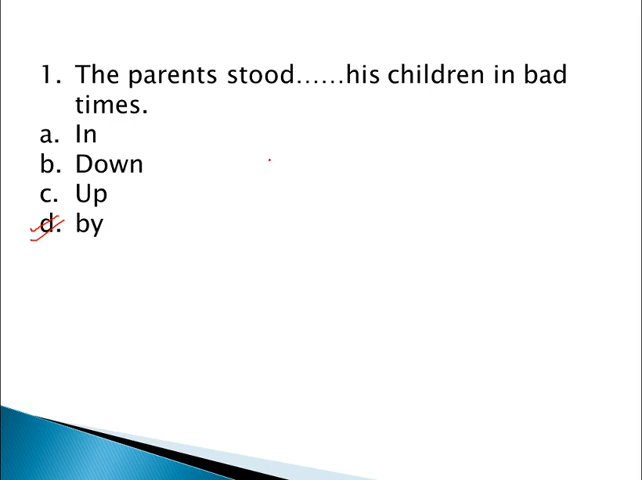 1. The parents stood……his children in bad
times.
a. In
b. Down
c. Up
d. by